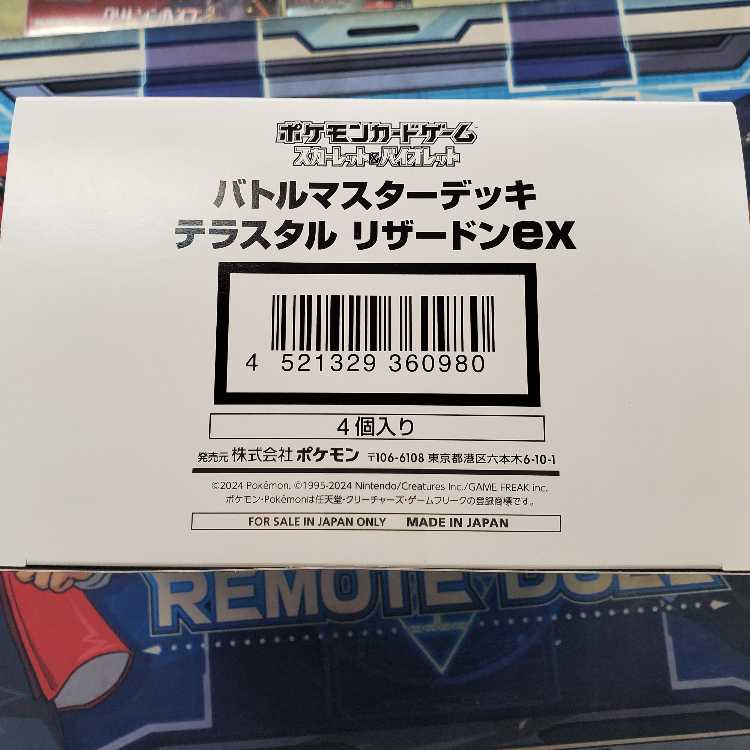 ポケモンカードゲーム
スカーレット&バイオレット
バトルマスターデッキ
テラスタル リザードンex
4 521329 360980
4個入り
発売元 株式会社 ポケモン 〒106-6108 東京都港区六本木6-10-1
©2024 Pokémon. ©1995-2024 Nintendo/Creatures Inc./GAME FREAK inc.
ポケモン・Pokémonは任天堂・クリーチャーズ・ゲームフリークの登録商標です。
FOR SALE IN JAPAN ONLY MADE IN JAPAN
REMOTE DUEL